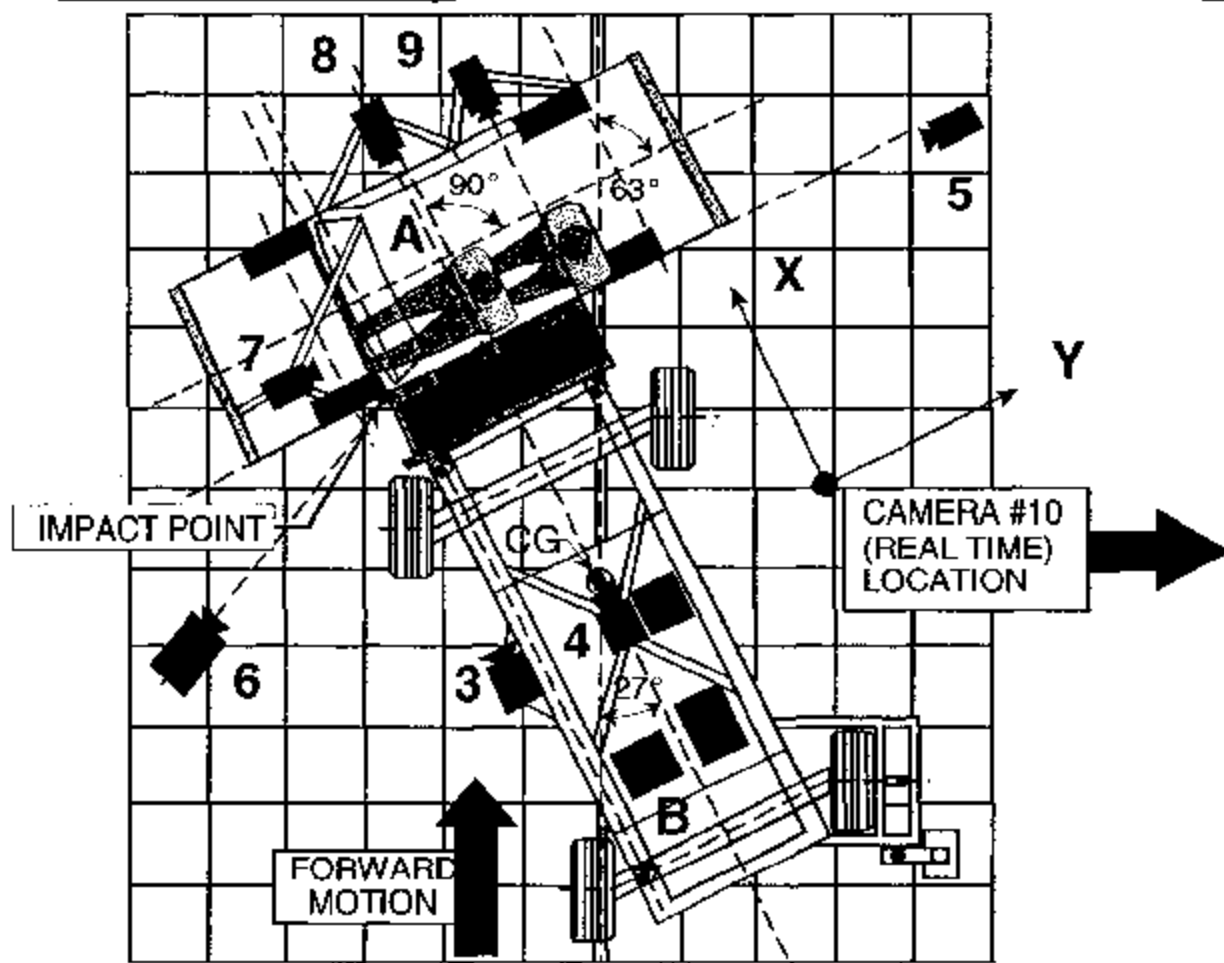 8
9
5
90°
63°
A
X
7
Y
IMPACT POINT
CAMERA #10
(REAL TIME)
LOCATION
CG
4
6
3
27°
B
FORWARD
MOTION